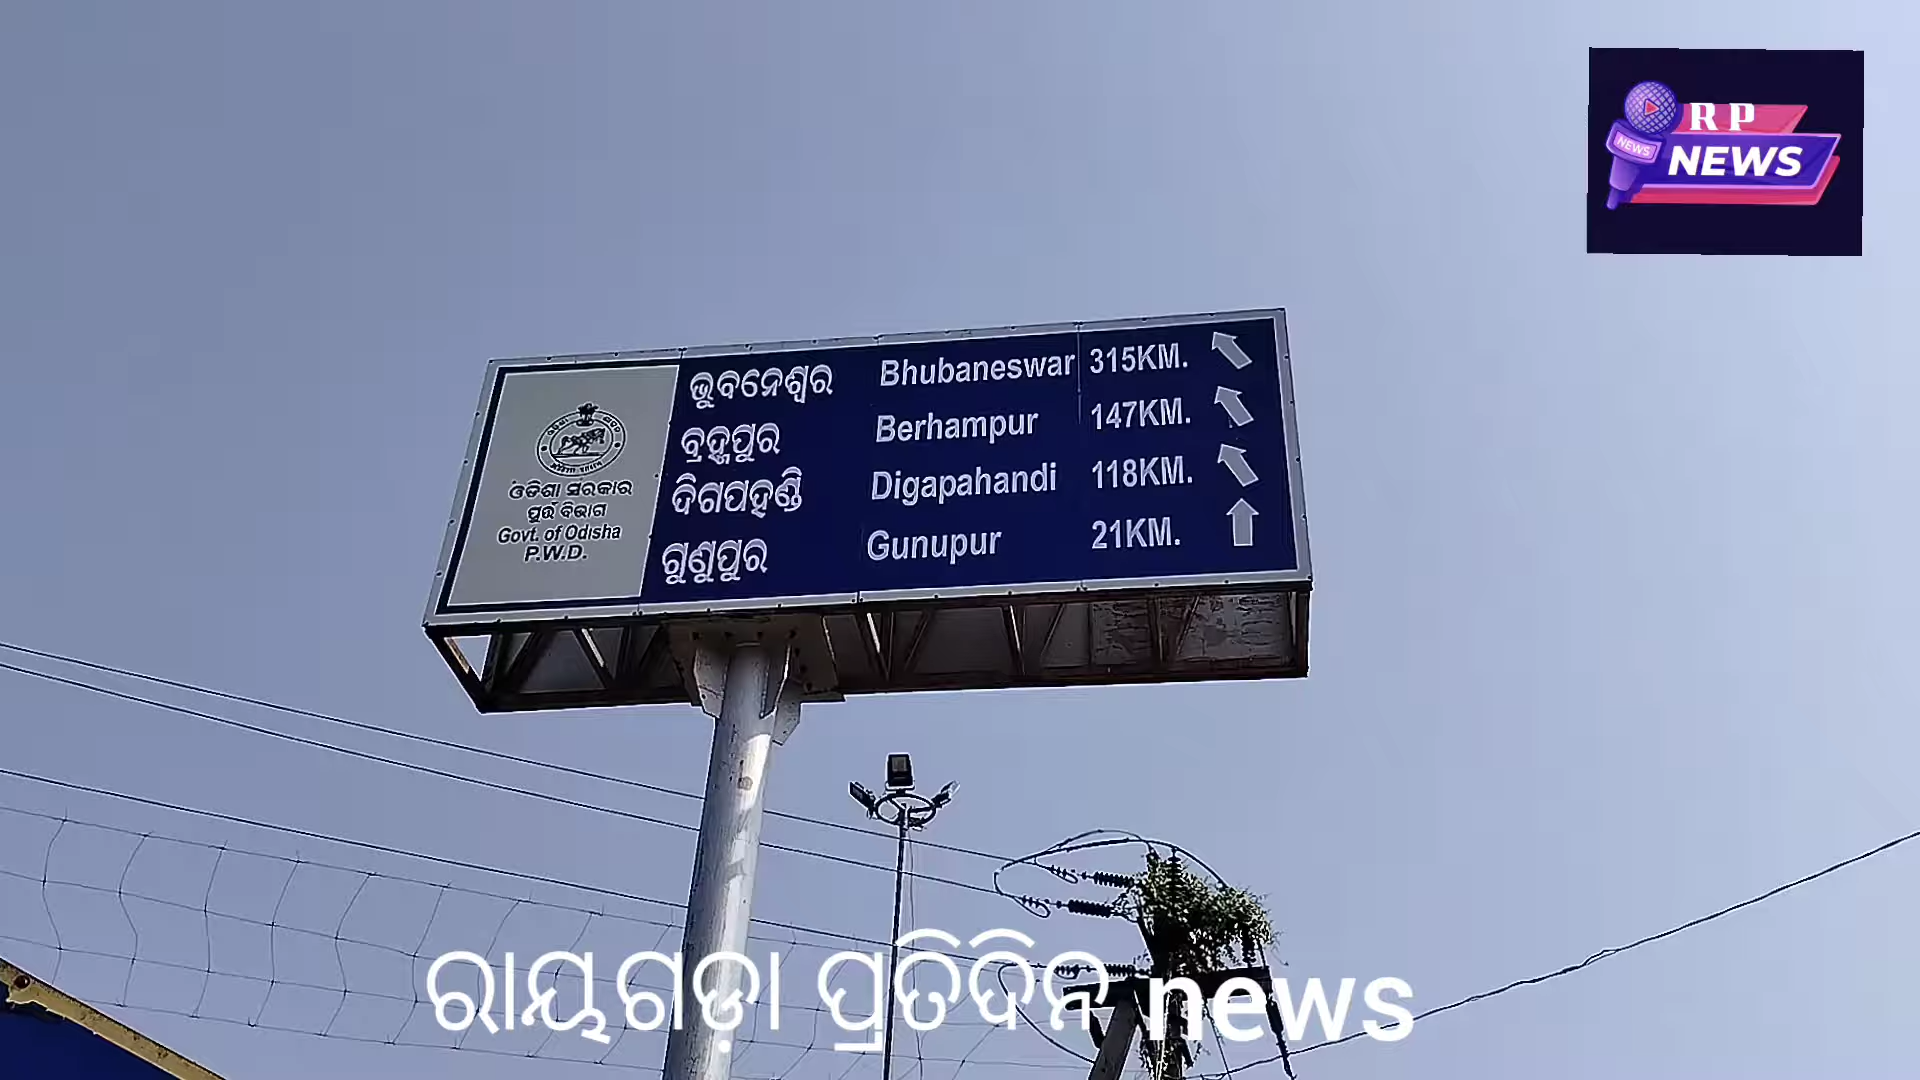 R P
NEWS
NEWS
ଭୁବନେଶ୍ୱର Bhubaneswar 315KM.
ବ୍ରହ୍ମପୁର Berhampur 147KM.
ଦିଗପହଣ୍ଡି Digapahandi 118KM.
ଗୁଣୁପୁର Gunupur 21KM.
ଓଡିଶା ସରକାର
ପୂର୍ତ୍ତ ବିଭାଗ
Govt. of Odisha
P.W.D.
ରାୟଗଡ଼ା ପ୍ରତିଦିନ news